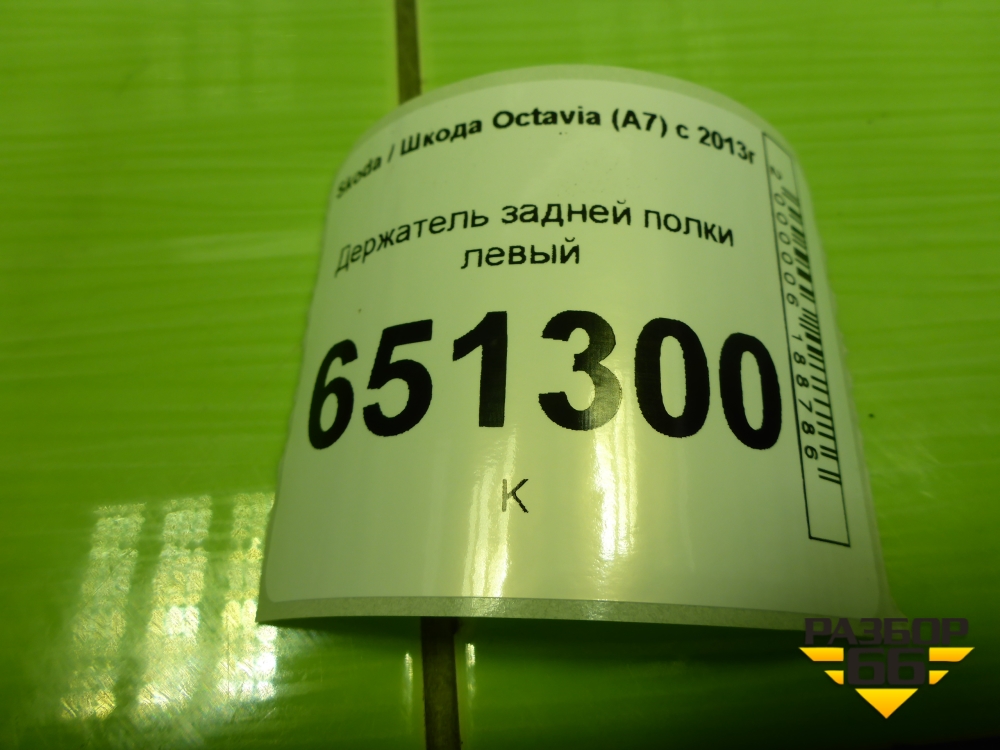 Skoda / Шкода Octavia (A7) с 2013г
Держатель задней полки
левый
651300
К
2000006188786
РАЗБОР
66